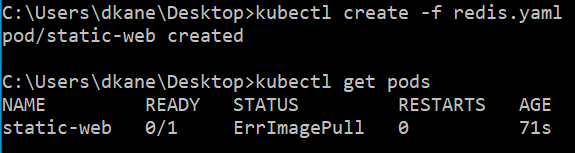 C:\Users\dkane\Desktop>kubectl create -f redis.yaml
pod/static-web created
C:\Users\dkane\Desktop>kubectl get pods
NAME READY STATUS RESTARTS AGE
static-web 0/1 ErrImagePull 0 71s